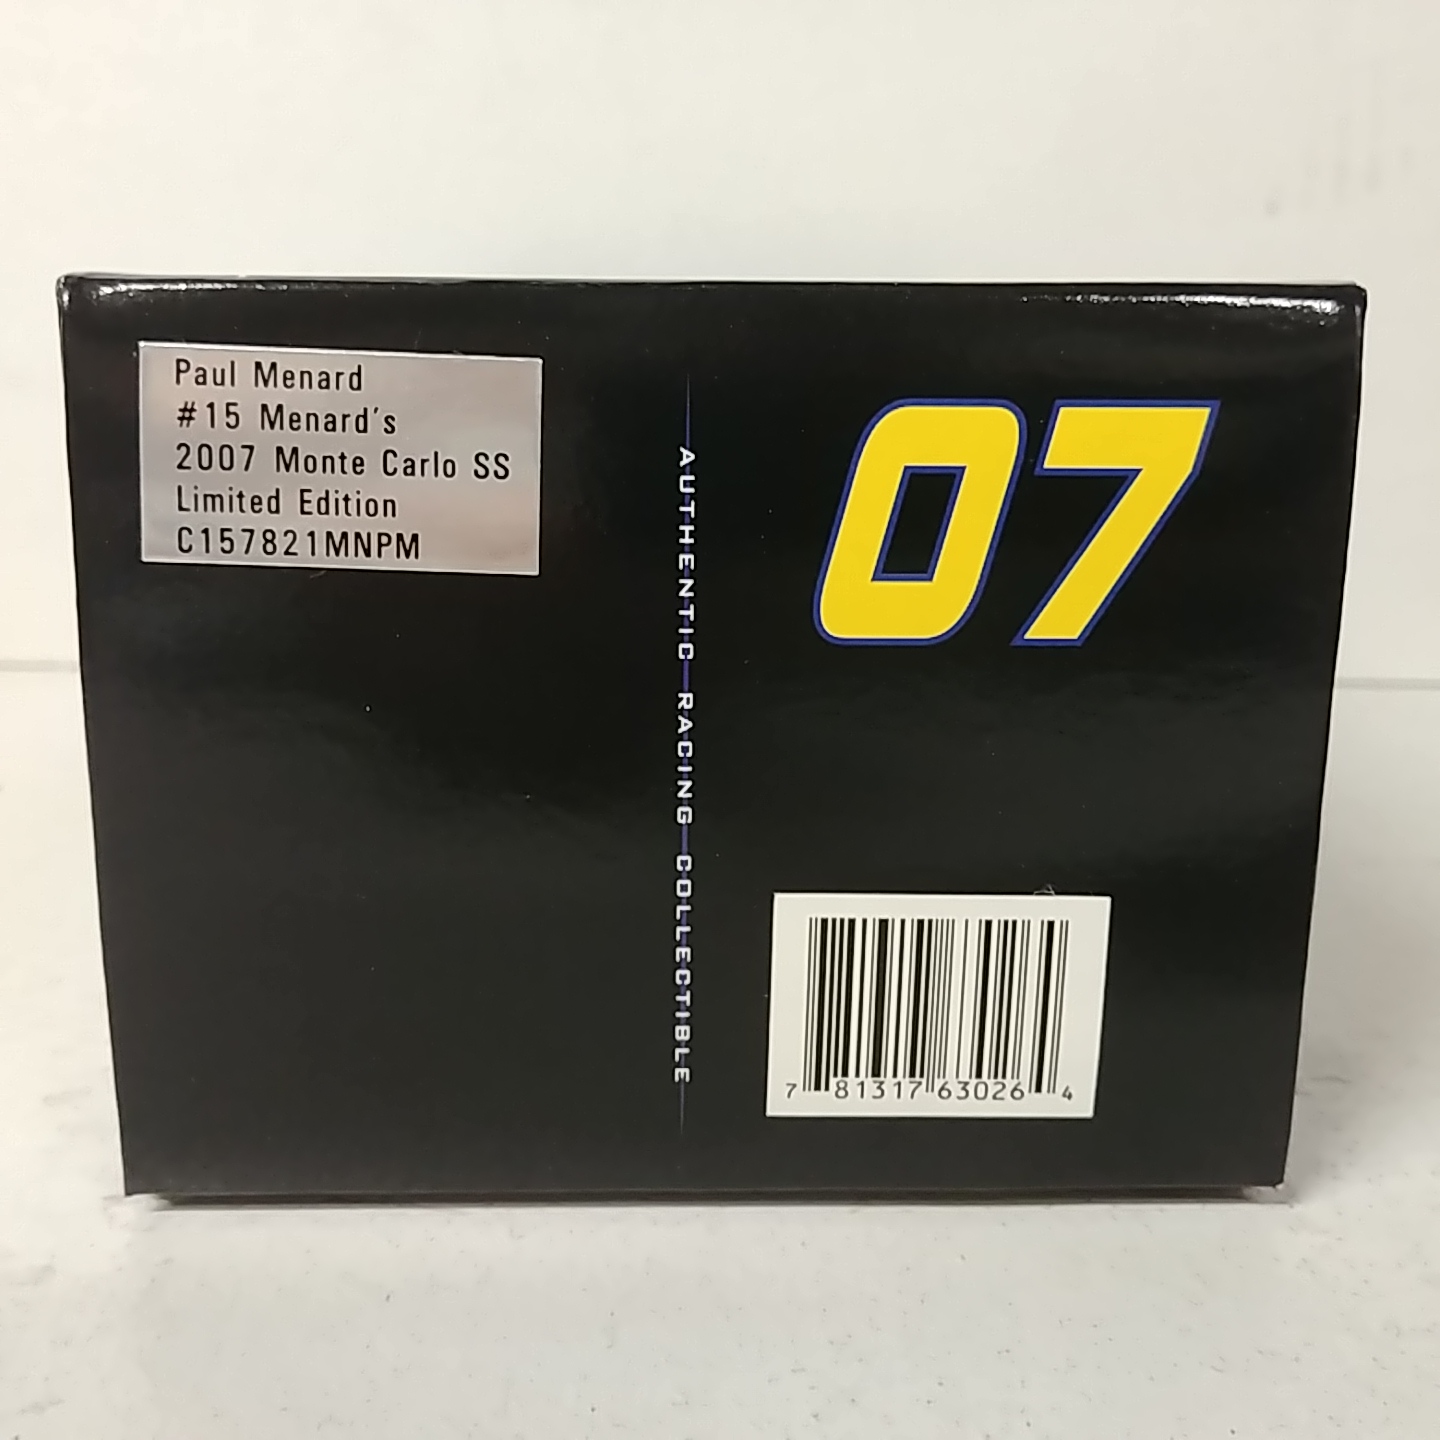 Paul Menard
#15 Menard's
2007 Monte Carlo SS
Limited Edition
C157821MNPM
AUTHENTIC RACING COLLECTIBLE
07
7 81317 63026 4